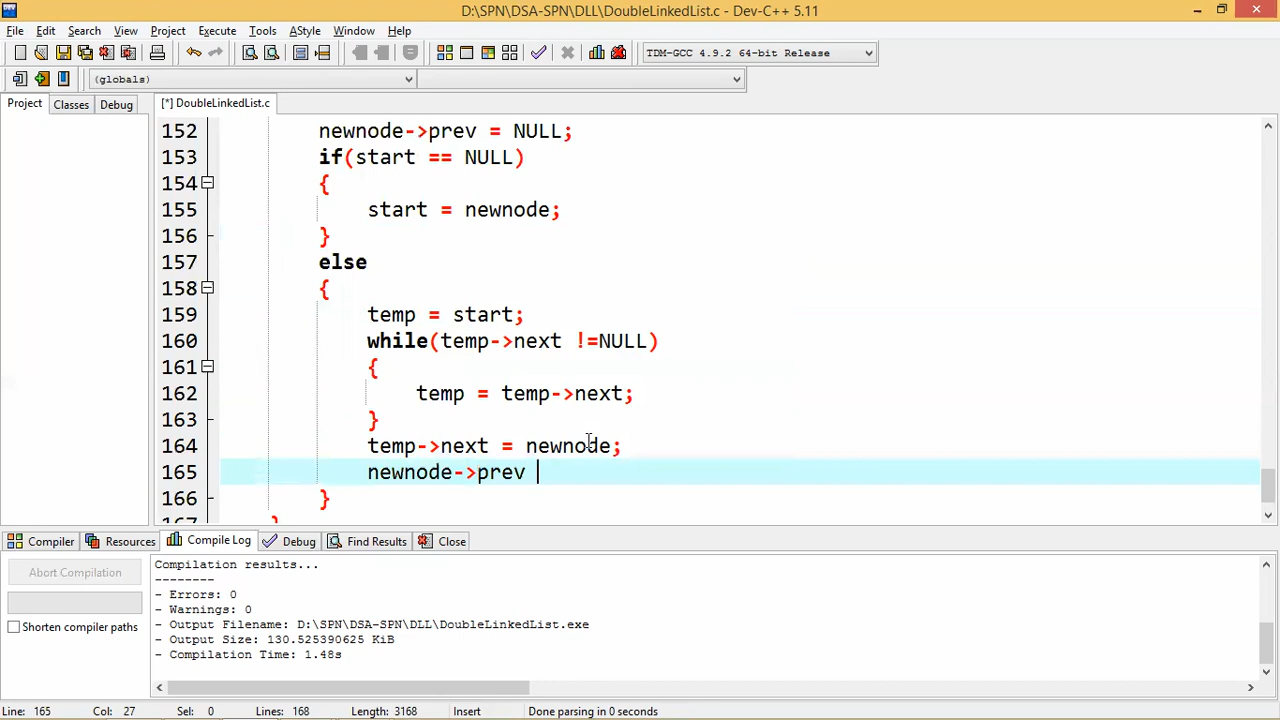 D:\SPN\DSA-SPN\DLL\DoubleLinkedList.c - Dev-C++ 5.11
File Edit Search View Project Execute Tools AStyle Window Help
TDM-GCC 4.9.2 64-bit Release
(globals)
Project Classes Debug [*] DoubleLinkedList.c
152 newnode->prev = NULL;
153 if(start == NULL)
154 {
155 start = newnode;
156 }
157 else
158 {
159 temp = start;
160 while(temp->next !=NULL)
161 {
162 temp = temp->next;
163 }
164 temp->next = newnode;
165 newnode->prev
166 }
167 }
Compiler Resources Compile Log Debug Find Results Close
Abort Compilation
Shorten compiler paths
Compilation results...
--------
- Errors: 0
- Warnings: 0
- Output Filename: D:\SPN\DSA-SPN\DLL\DoubleLinkedList.exe
- Output Size: 130.525390625 KiB
- Compilation Time: 1.48s
Line: 165 Col: 27 Sel: 0 Lines: 168 Length: 3168 Insert Done parsing in 0 seconds